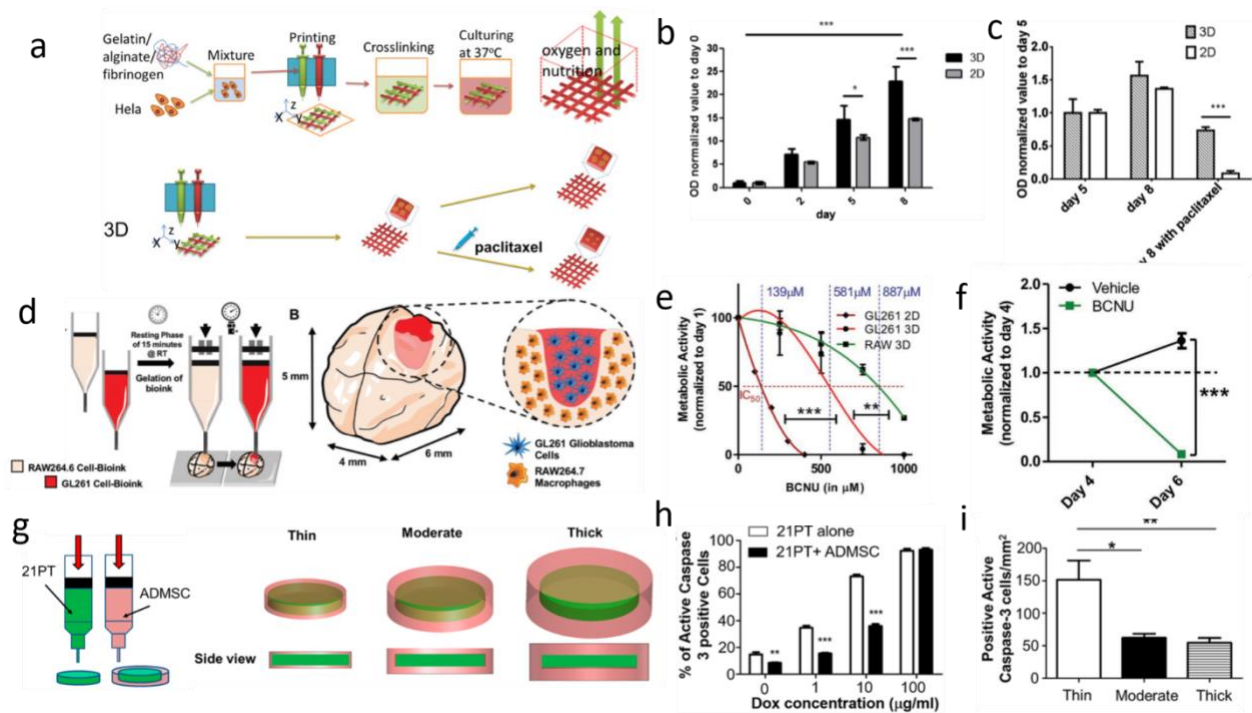 a
Gelatin/
alginate/
fibrinogen
Hela
Mixture
Printing
Crosslinking
Culturing
at 37°C
oxygen and
nutrition
X
Y
z
3D
X
Y
z
paclitaxel
b
OD normalized value to day 0
30
25
20
15
10
5
0
0
2
5
8
day
***
*
***
3D
2D
c
OD normalized value to day 5
2.0
1.5
1.0
0.5
0.0
day 5
day 8
y 8 with paclitaxel
***
3D
2D
d
Resting Phase
of 15 minutes
@ RT
Gelation of
bioink
RAW264.6 Cell-Bioink
GL261 Cell-Bioink
B
5 mm
4 mm
6 mm
GL261 Glioblastoma
Cells
RAW264.7
Macrophages
e
Metabolic Activity
(normalized to day 1)
100
50
0
0
500
1000
BCNU (in µM)
139µM
581µM
887µM
GL261 2D
GL261 3D
RAW 3D
IC50
***
**
f
Metabolic Activity
(normalized to day 4)
2.0
1.5
1.0
0.5
0.0
Day 4
Day 6
Vehicle
BCNU
***
g
21PT
ADMSC
Thin
Moderate
Thick
Side view
h
% of Active Caspase
3 positive Cells
100
80
60
40
20
0
0
1
10
100
Dox concentration (µg/ml)
21PT alone
21PT+ ADMSC
**
***
***
i
Positive Active
Caspase-3 cells/mm²
200
150
100
50
0
Thin
Moderate
Thick
**
*